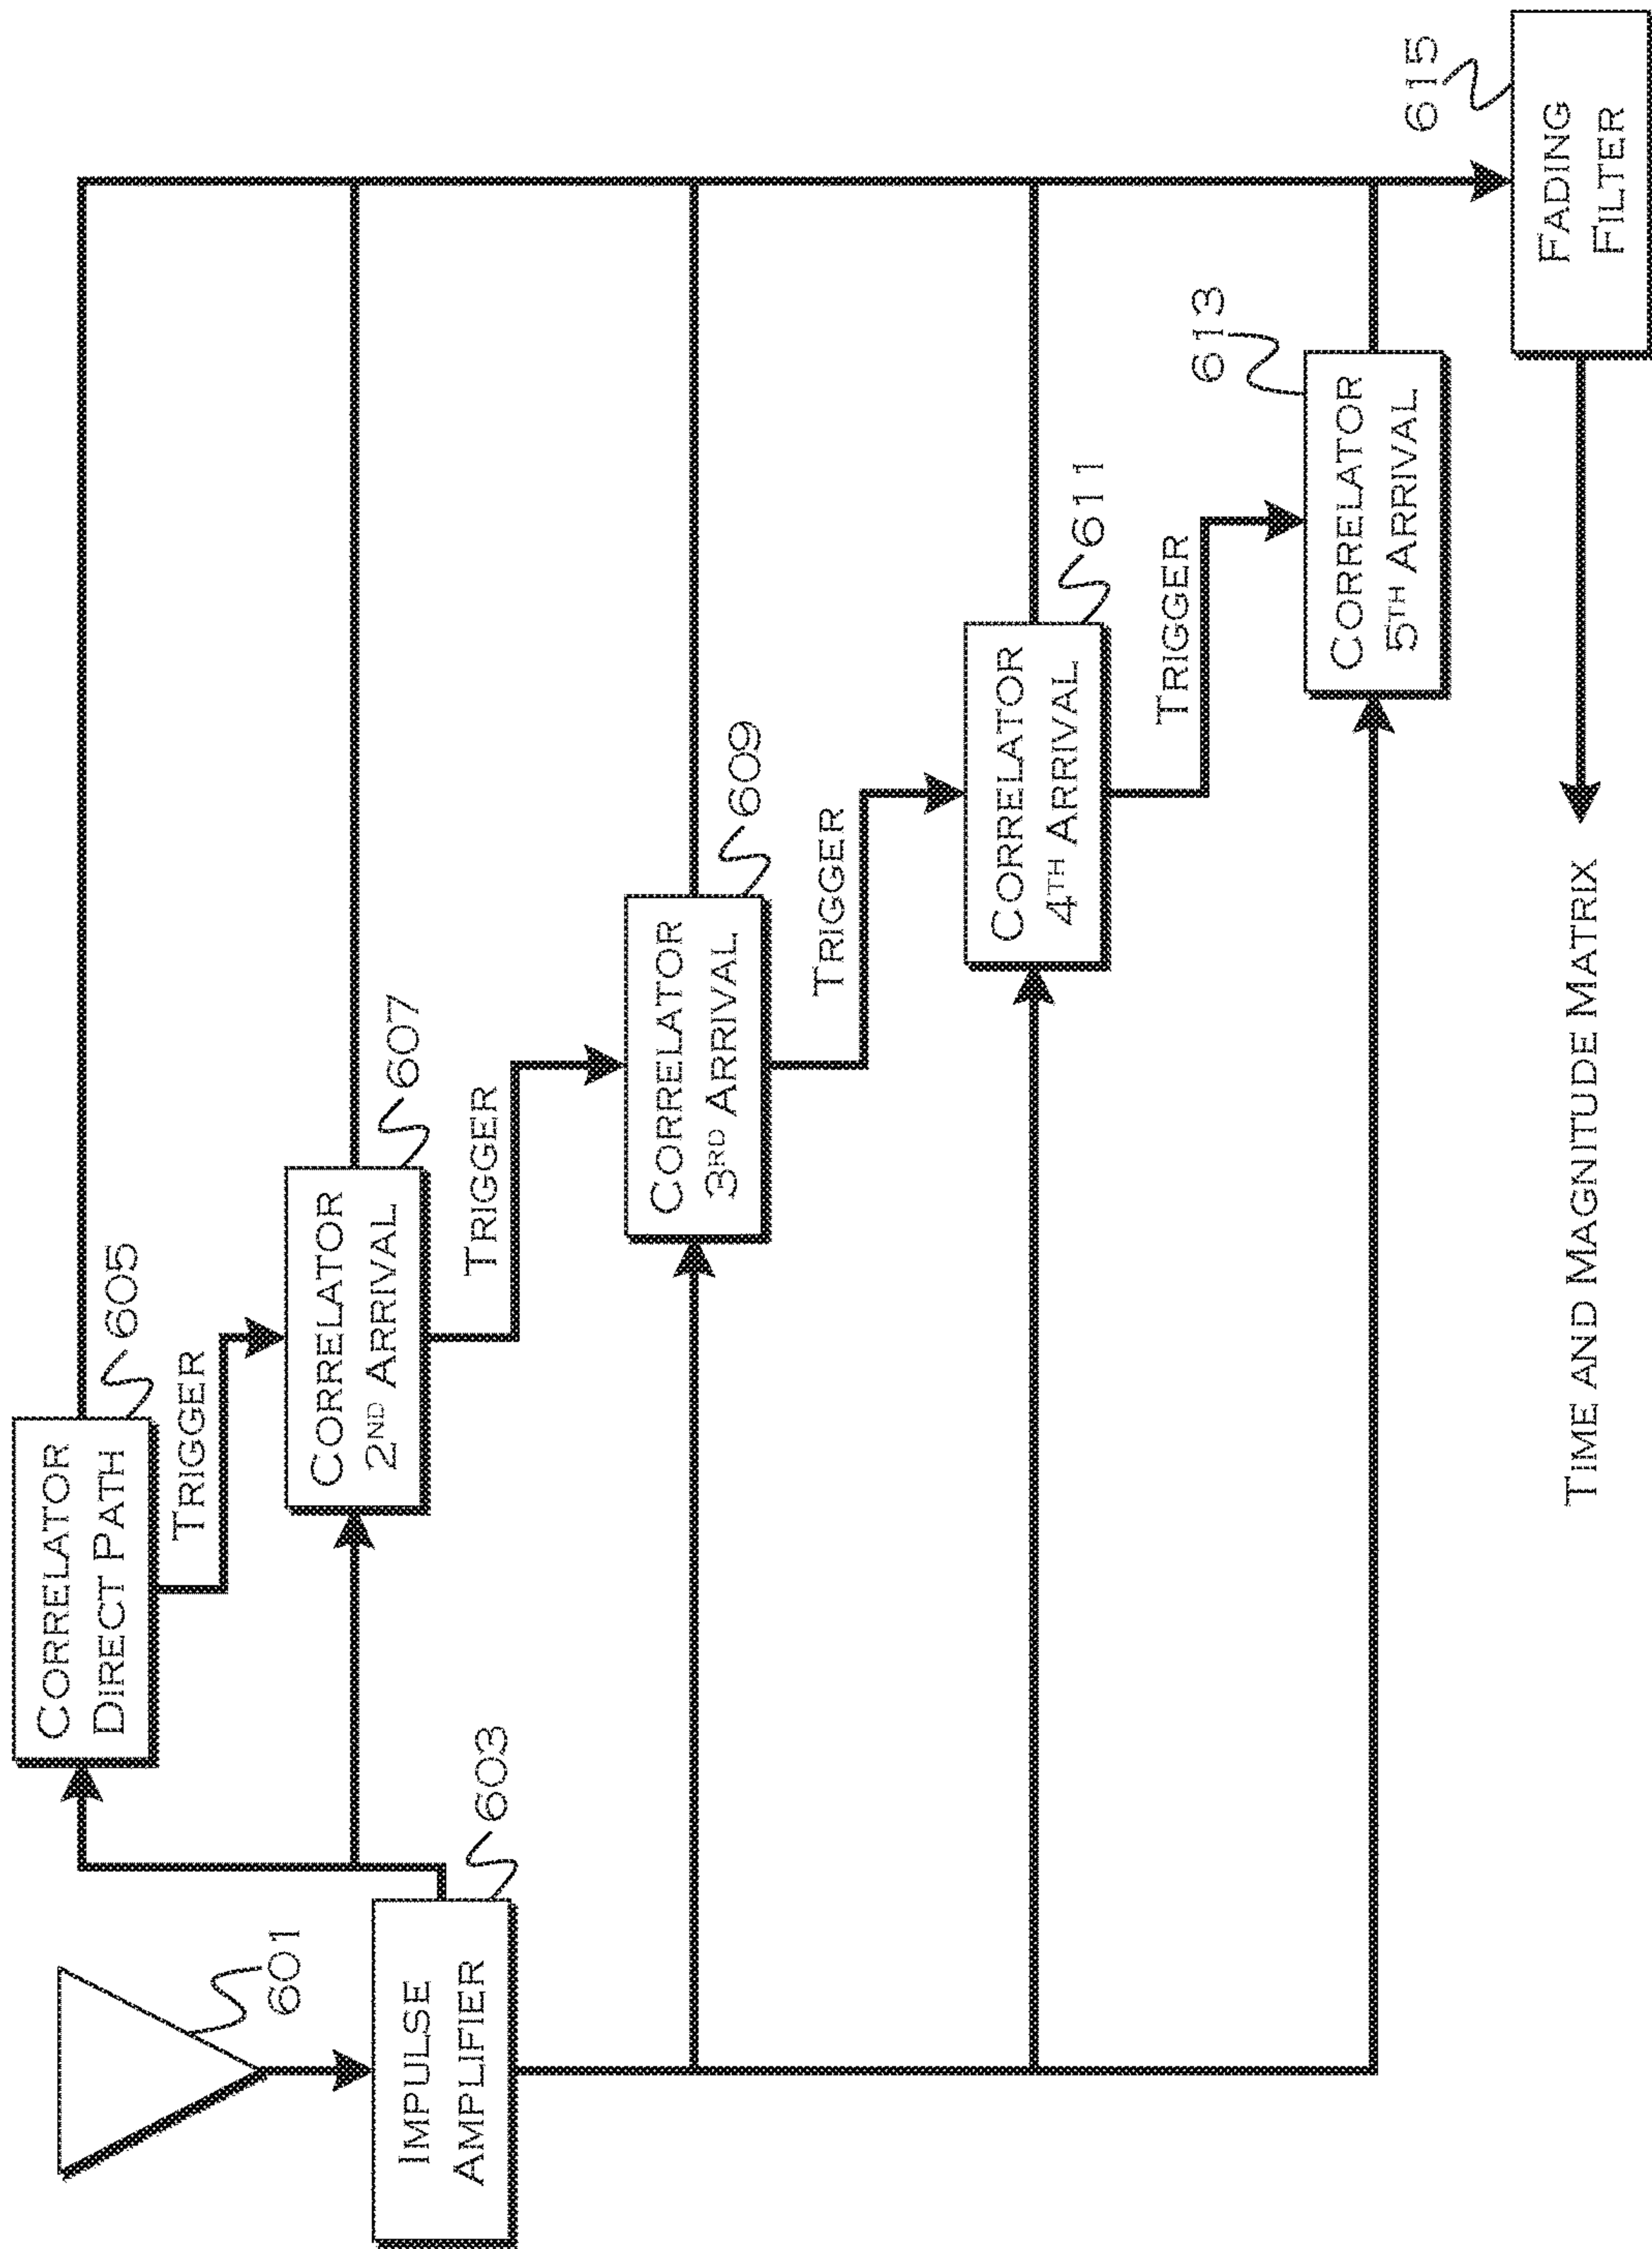 601
IMPULSE
AMPLIFIER
603
CORRELATOR
DIRECT PATH
605
TRIGGER
CORRELATOR
2ND ARRIVAL
607
TRIGGER
CORRELATOR
3RD ARRIVAL
609
TRIGGER
CORRELATOR
4TH ARRIVAL
611
TRIGGER
CORRELATOR
5TH ARRIVAL
613
FADING
FILTER
615
TIME AND MAGNITUDE MATRIX